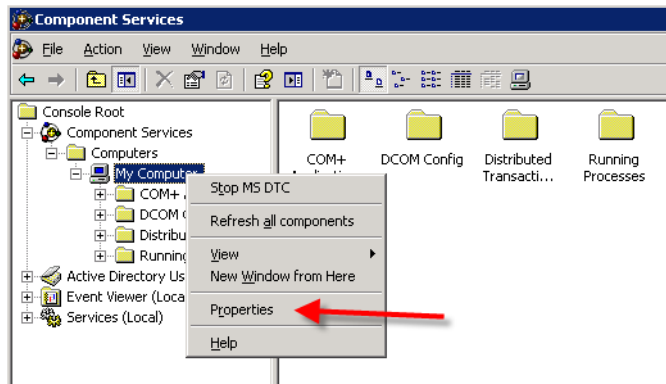 Component Services
File Action View Window Help
Console Root
Component Services
Computers
My Computer
COM+
DCOM
Distribu
Running
Active Directory Us
Event Viewer (Loca
Services (Local)
Stop MS DTC
Refresh all components
View
New Window from Here
Properties
Help
COM+
DCOM Config
Distributed
Transacti...
Running
Processes